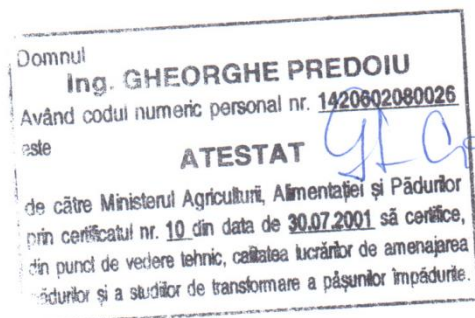 Domnul
Ing. GHEORGHE PREDOIU
Având codul numeric personal nr. 1420602080026
este
ATESTAT
de către Ministerul Agriculturii, Alimentației și Pădurilor
prin certificatul nr. 10 din data de 30.07.2001 să certifice,
din punct de vedere tehnic, calitatea lucrărilor de amenajarea
pădurilor și a studiilor de transformare a pășunilor împădurite.